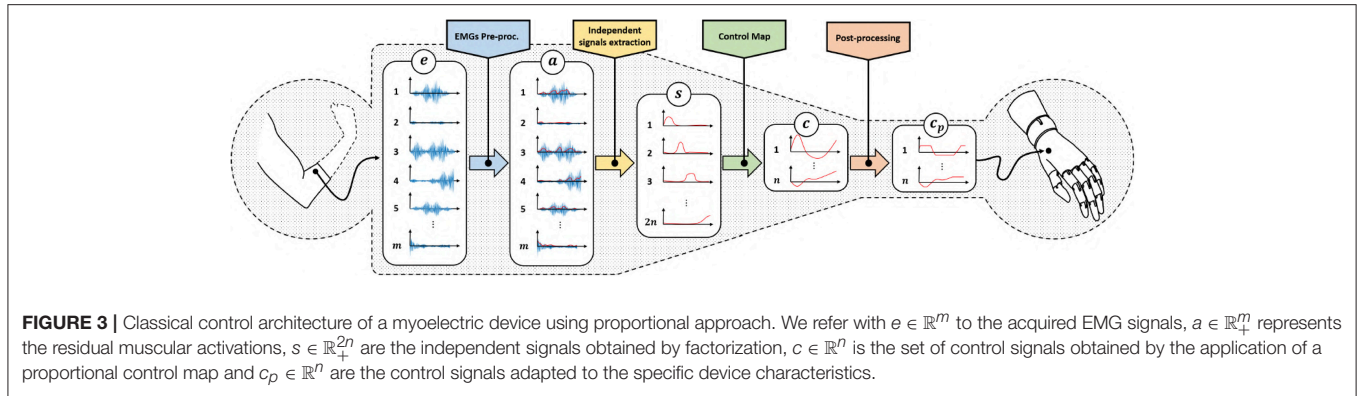 EMGs Pre-proc.
Independent
signals extraction
Control Map
Post-processing
e
1
2
3
4
5
⋮
m
a
1
2
3
4
5
⋮
m
s
1
2
3
⋮
2n
c
1
⋮
n
c_p
1
⋮
n
FIGURE 3 | Classical control architecture of a myoelectric device using proportional approach. We refer with e ∈ ℝ^m to the acquired EMG signals, a ∈ ℝ_+^m represents
the residual muscular activations, s ∈ ℝ_+^{2n} are the independent signals obtained by factorization, c ∈ ℝ^n is the set of control signals obtained by the application of a
proportional control map and c_p ∈ ℝ^n are the control signals adapted to the specific device characteristics.